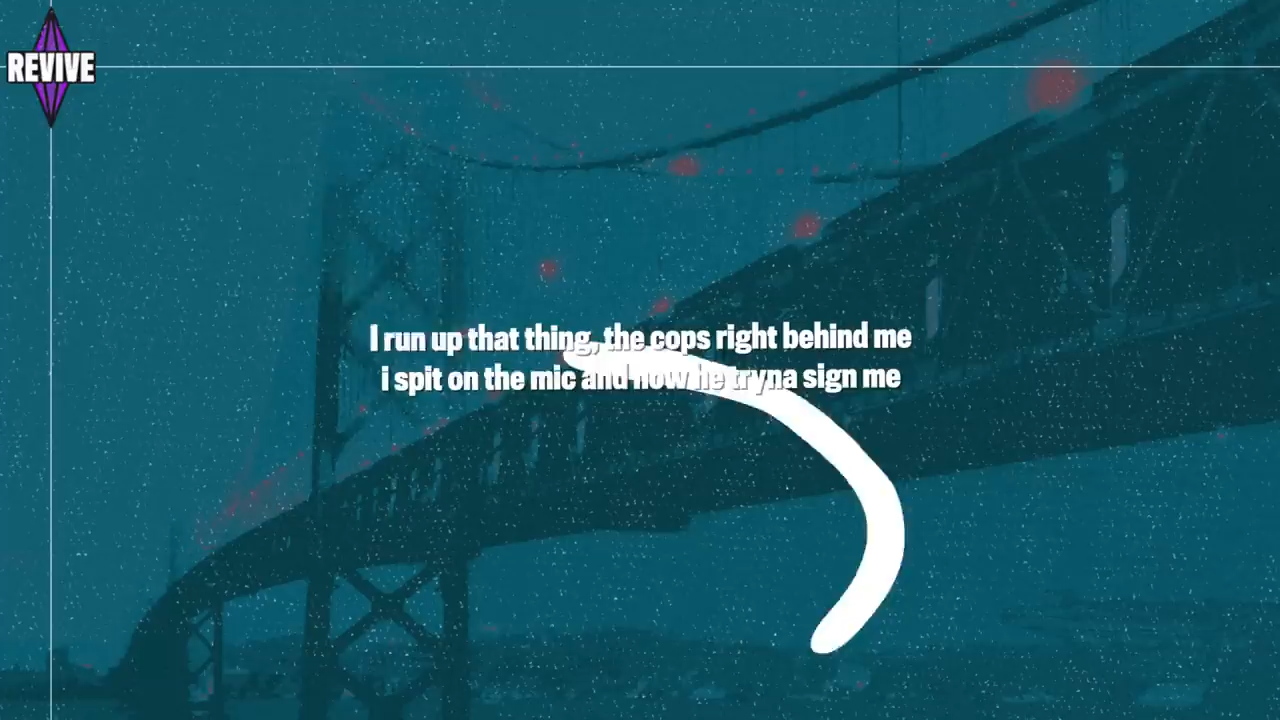 REVIVE
I run up that thing, the cops right behind me
i spit on the mic and now he tryna sign me